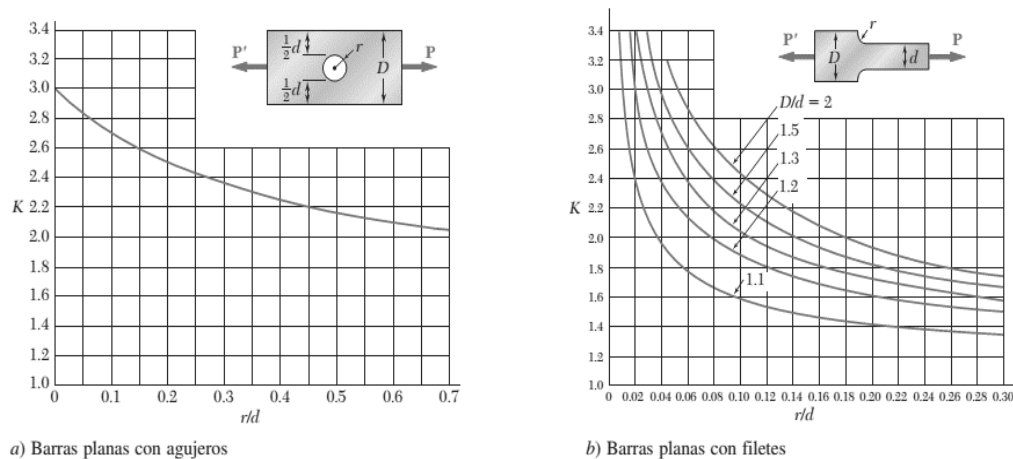 3.4
3.2
3.0
2.8
2.6
2.4
K 2.2
2.0
1.8
1.6
1.4
1.2
1.0
0 0.1 0.2 0.3 0.4 0.5 0.6 0.7
r/d
P′ ½d r D P
½d
a) Barras planas con agujeros
3.4
3.2
3.0
2.8
2.6
2.4
K 2.2
2.0
1.8
1.6
1.4
1.2
1.0
0 0.02 0.04 0.06 0.08 0.10 0.12 0.14 0.16 0.18 0.20 0.22 0.24 0.26 0.28 0.30
r/d
r
P′ D d P
D/d = 2
1.5
1.3
1.2
1.1
b) Barras planas con filetes